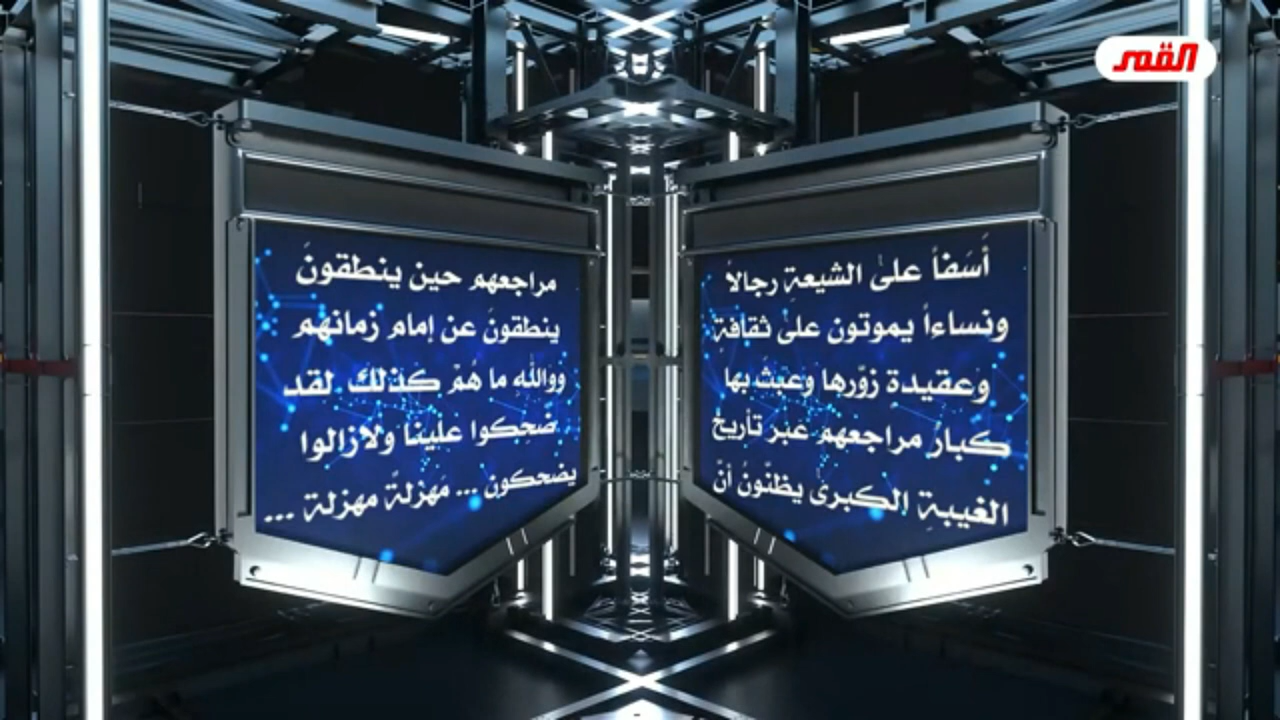 القمر
أَسَفاً على الشيعةِ رجالاً
ونساءاً يموتون على ثقافةِ
وعقيدة زوّرها وعبث بها
كبار مراجعهم عبر تأريخ
الغيبةِ الكبرى يظنّونَ أنّ
مراجعهم حين ينطقونَ
ينطقونَ عن إمام زمانهم
ووالله ما هُمْ كذلك لقد
ضحكوا علينا ولازالوا
يضحكون ... مَهزلةٌ مهزلة ...